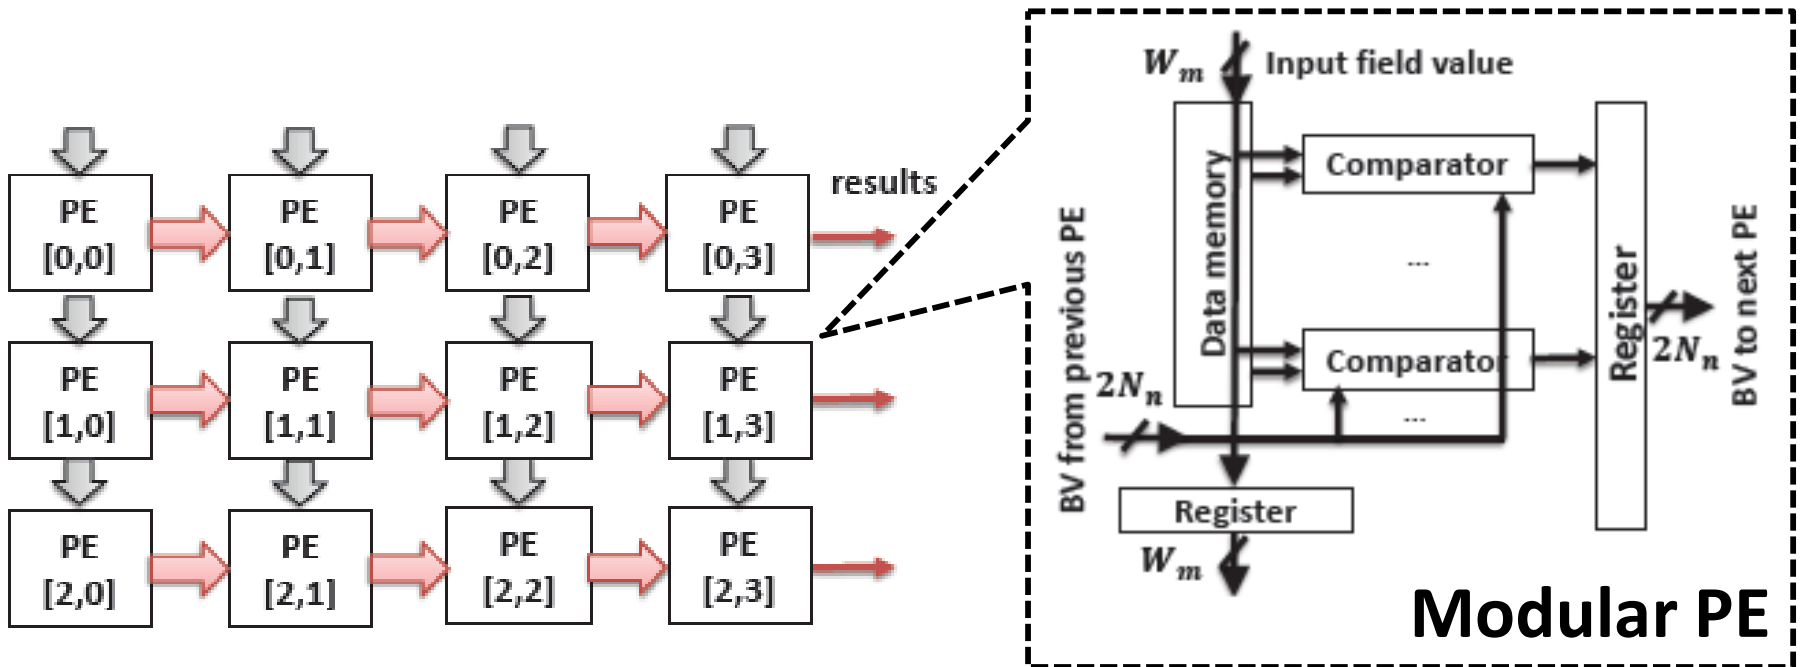 PE
[0,0]
PE
[0,1]
PE
[0,2]
PE
[0,3]
results
PE
[1,0]
PE
[1,1]
PE
[1,2]
PE
[1,3]
PE
[2,0]
PE
[2,1]
PE
[2,2]
PE
[2,3]
Wm
Input field value
Data memory
Comparator
...
Comparator
...
BV from previous PE
2Nn
Register
Wm
Register
2Nn
BV to next PE
Modular PE